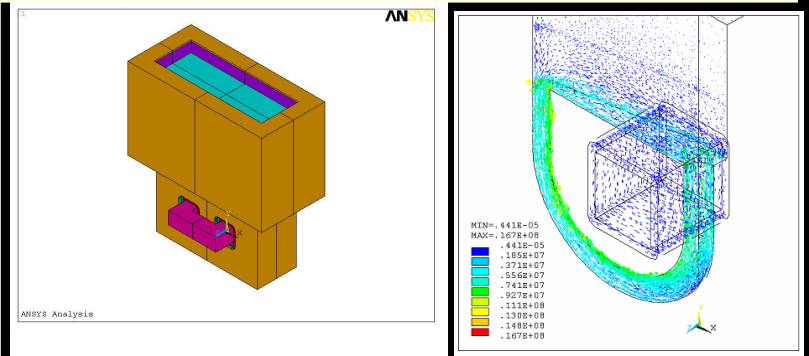 1
ANSYS
Y
Z
X
ANSYS Analysis
MIN=.441E-05
MAX=.167E+08
.441E-05
.185E+07
.371E+07
.556E+07
.741E+07
.927E+07
.111E+08
.130E+08
.148E+08
.167E+08
Y
Z
X